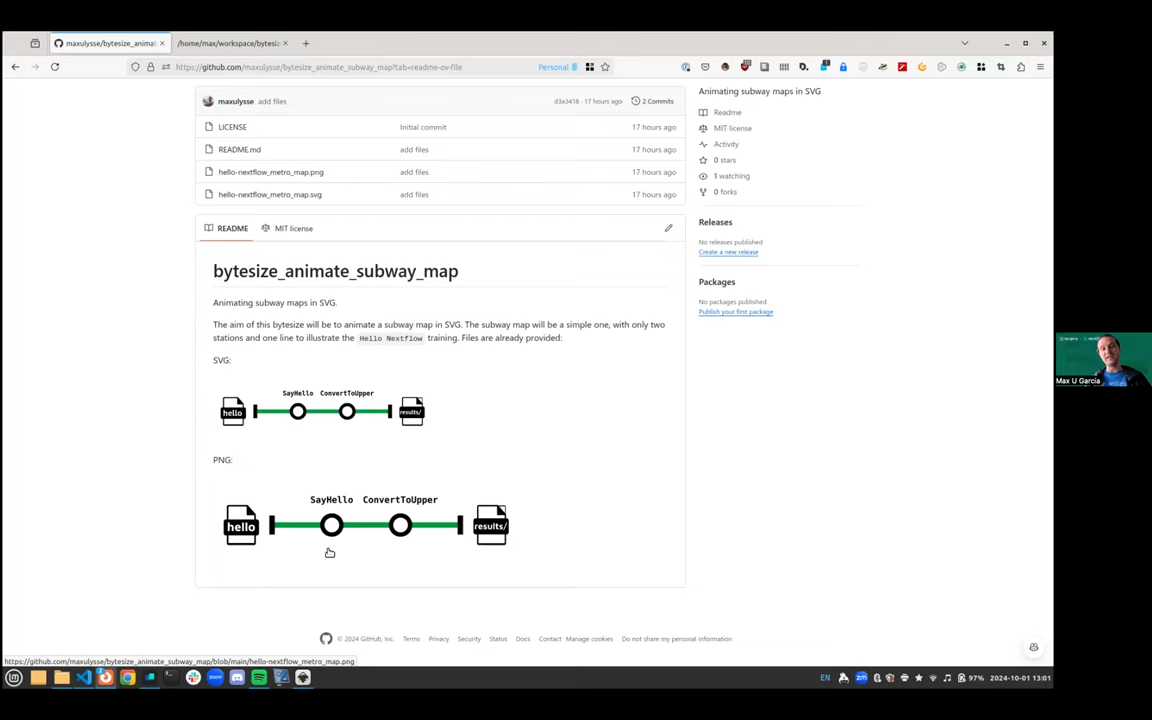 maxulysse/bytesize_animat
/home/max/workspace/bytesiz
https://github.com/maxulysse/bytesize_animate_subway_map?tab=readme-ov-file
Personal
maxulysse add files
d3a3418 · 17 hours ago
2 Commits
LICENSE
Initial commit
17 hours ago
README.md
add files
17 hours ago
hello-nextflow_metro_map.png
add files
17 hours ago
hello-nextflow_metro_map.svg
add files
17 hours ago
Animating subway maps in SVG
Readme
MIT license
Activity
0 stars
1 watching
0 forks
Releases
No releases published
Create a new release
Packages
No packages published
Publish your first package
README
MIT license
bytesize_animate_subway_map
Animating subway maps in SVG.
The aim of this bytesize will be to animate a subway map in SVG. The subway map will be a simple one, with only two
stations and one line to illustrate the Hello Nextflow training. Files are already provided:
SVG:
SayHello ConvertToUpper
hello
results/
PNG:
SayHello ConvertToUpper
hello
results/
Max U Garcia
© 2024 GitHub, Inc.
Terms
Privacy
Security
Status
Docs
Contact
Manage cookies
Do not share my personal information
https://github.com/maxulysse/bytesize_animate_subway_map/blob/main/hello-nextflow_metro_map.png
EN
97%
2024-10-01 13:01